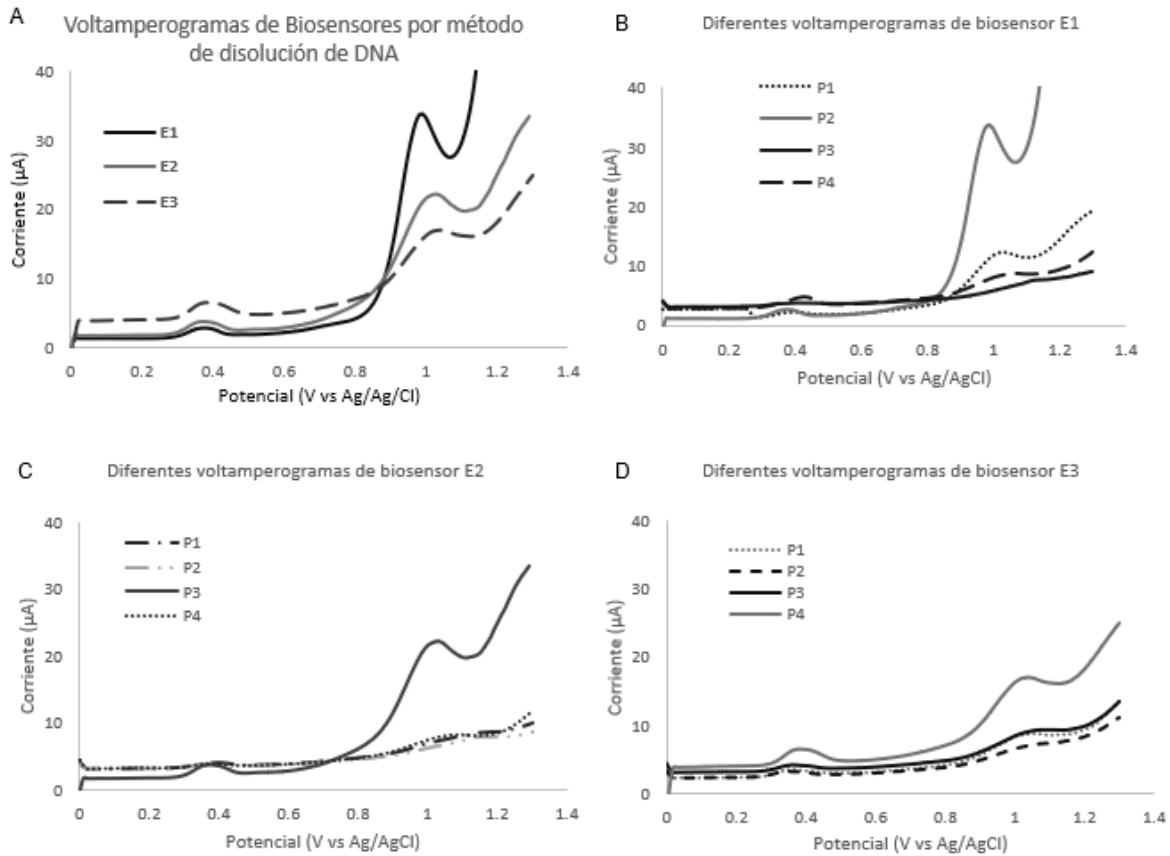 A
Voltamperogramas de Biosensores por método
de disolución de DNA
40
30
20
10
0
Corriente (μA)
E1
E2
E3
0 0.2 0.4 0.6 0.8 1 1.2 1.4
Potencial (V vs Ag/Ag/Cl)
B
Diferentes voltamperogramas de biosensor E1
40
30
20
10
0
Corriente (μA)
P1
P2
P3
P4
0 0.2 0.4 0.6 0.8 1 1.2 1.4
Potencial (V vs Ag/AgCl)
C
Diferentes voltamperogramas de biosensor E2
40
30
20
10
0
Corriente (μA)
P1
P2
P3
P4
0 0.2 0.4 0.6 0.8 1 1.2 1.4
Potencial (V vs Ag/AgCl)
D
Diferentes voltamperogramas de biosensor E3
40
30
20
10
0
Corriente (μA)
P1
P2
P3
P4
0 0.2 0.4 0.6 0.8 1 1.2 1.4
Potencial (V vs Ag/AgCl)